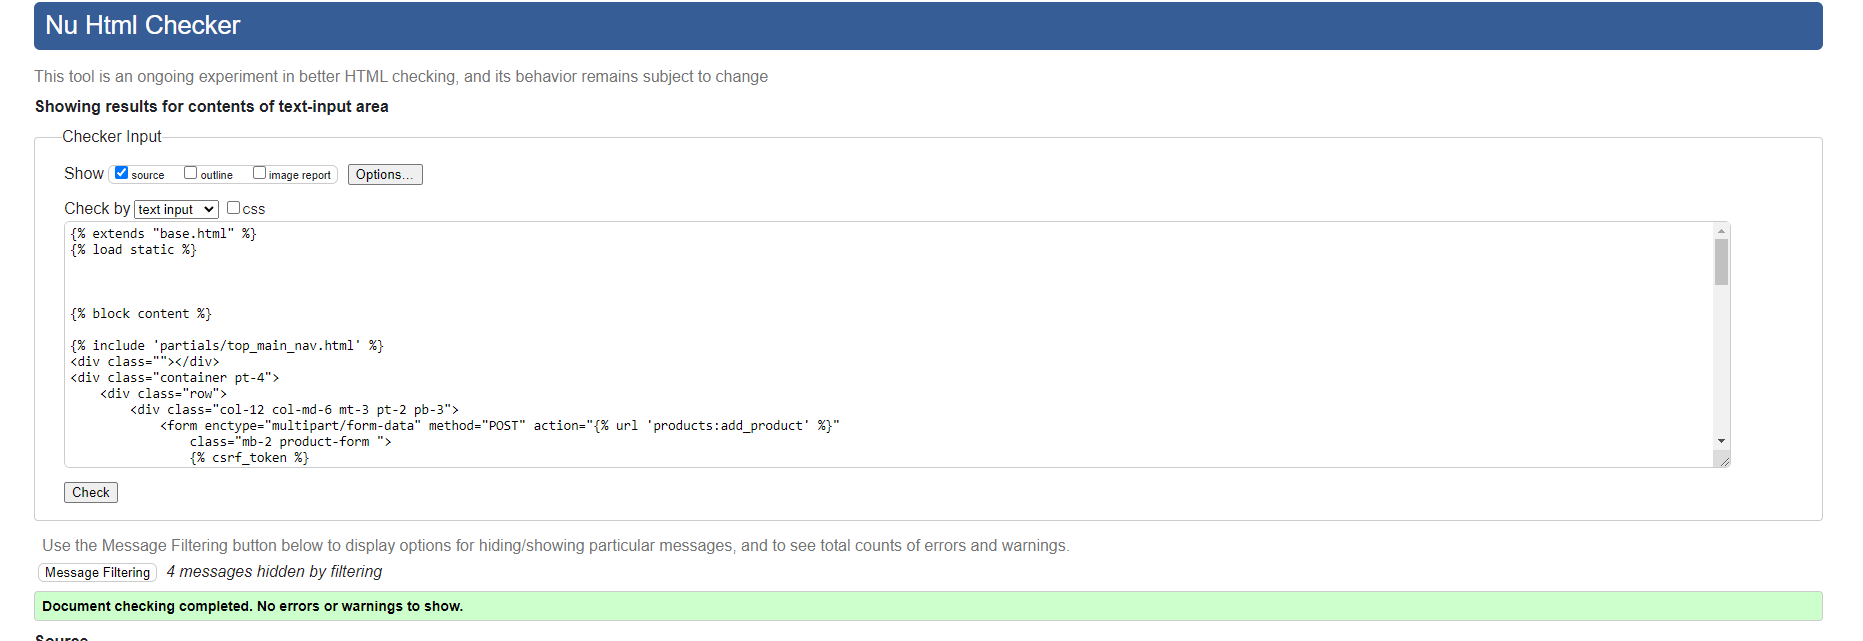 Nu Html Checker
This tool is an ongoing experiment in better HTML checking, and its behavior remains subject to change
Showing results for contents of text-input area
Checker Input
Show source outline image report Options...
Check by text input css
{% extends "base.html" %}
{% load static %}
{% block content %}
{% include 'partials/top_main_nav.html' %}
<div class=""></div>
<div class="container pt-4">
<div class="row">
<div class="col-12 col-md-6 mt-3 pt-2 pb-3">
<form enctype="multipart/form-data" method="POST" action="{% url 'products:add_product' %}"
class="mb-2 product-form ">
{% csrf_token %}
Check
Use the Message Filtering button below to display options for hiding/showing particular messages, and to see total counts of errors and warnings.
Message Filtering 4 messages hidden by filtering
Document checking completed. No errors or warnings to show.
Source